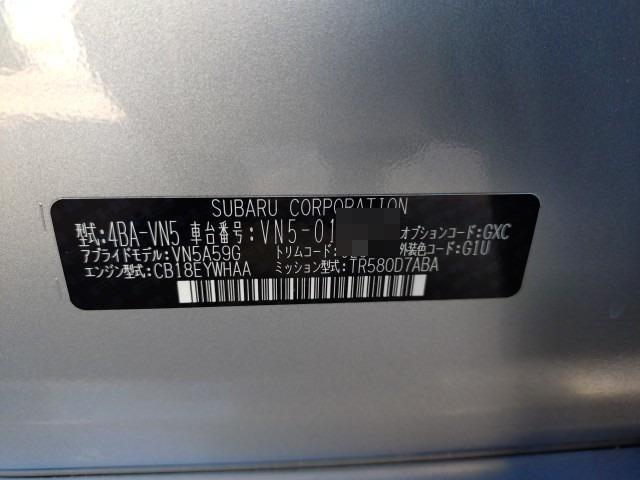 SUBARU CORPORATION
型式:4BA-VN5 車台番号:VN5-01 オプションコード:GXC
アプライドモデル:VN5A59G トリムコード: 外装色コード:G1U
エンジン型式:CB18EYWHAA ミッション型式:TR580D7ABA